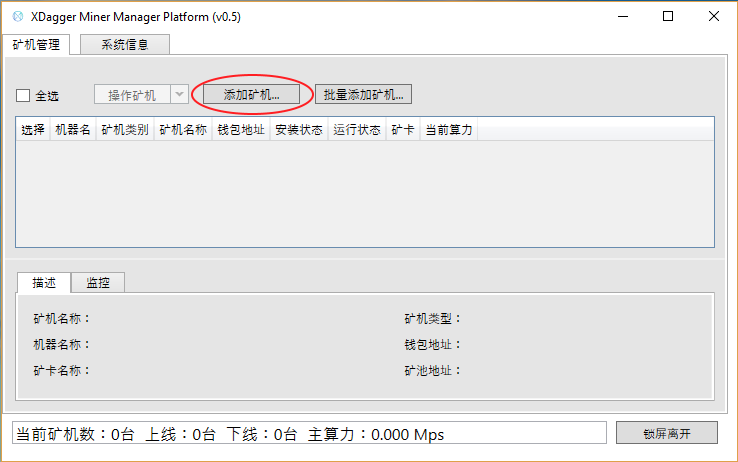 XDagger Miner Manager Platform (v0.5)
矿机管理 系统信息
全选 操作矿机 添加矿机... 批量添加矿机...
选择 机器名 矿机类别 矿机名称 钱包地址 安装状态 运行状态 矿卡 当前算力
描述 监控
矿机名称： 矿机类型：
机器名称： 钱包地址：
矿卡名称： 矿池地址：
当前矿机数：0台 上线：0台 下线：0台 主算力：0.000 Mps 锁屏离开